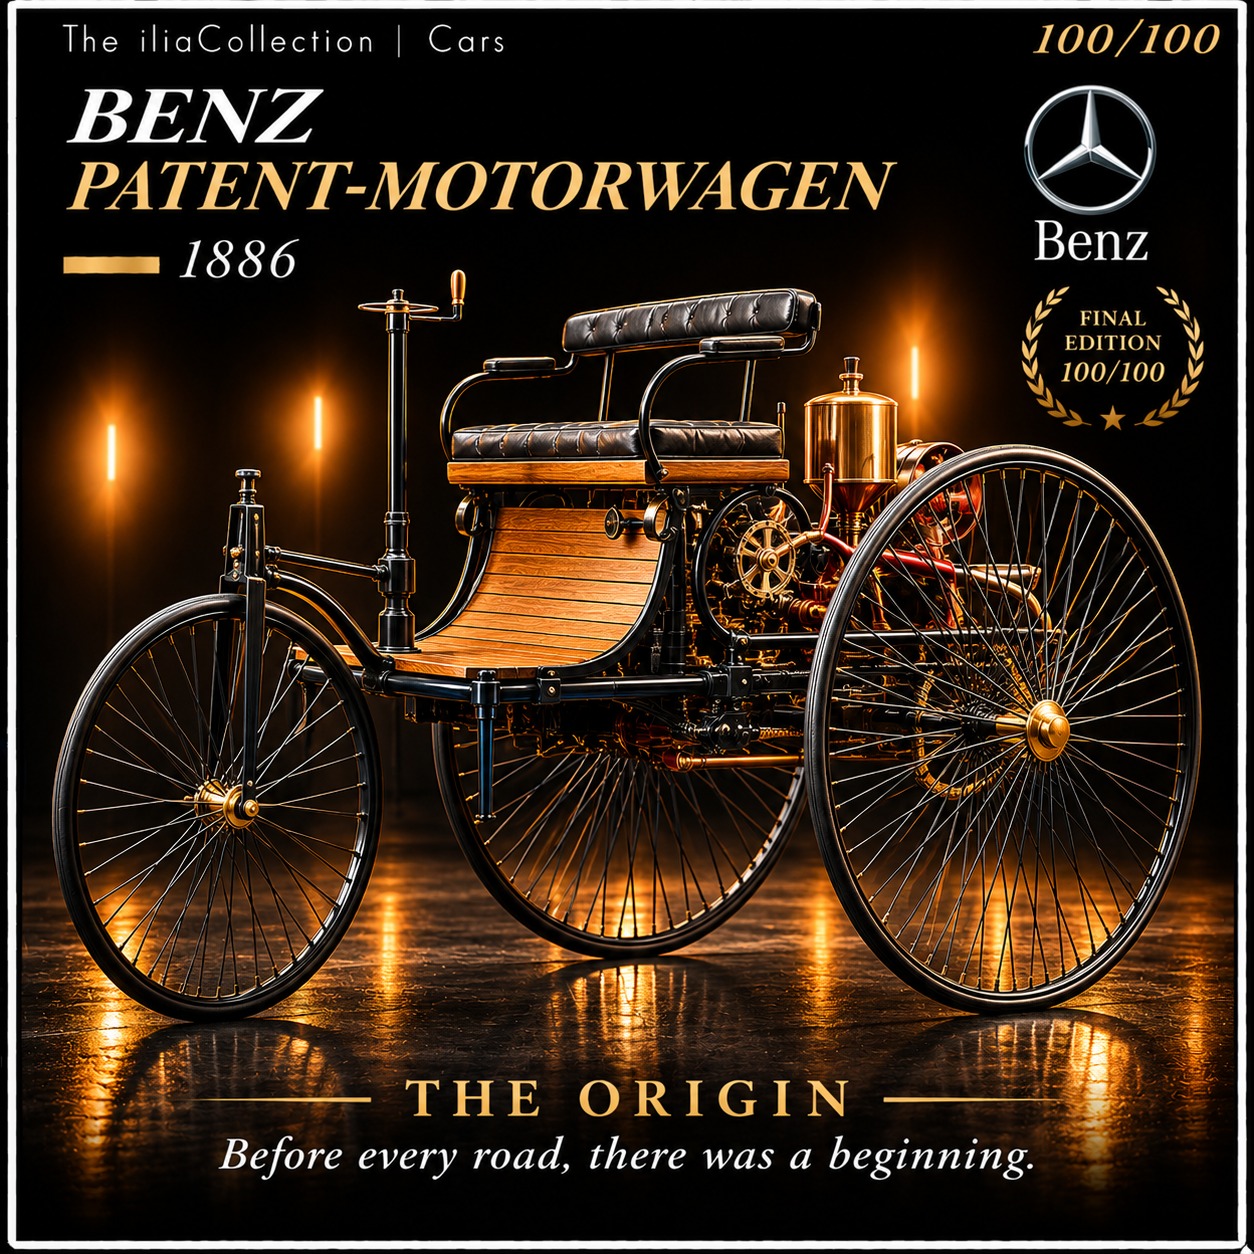 The iliaCollection | Cars
100/100
BENZ
PATENT-MOTORWAGEN
1886
Benz
FINAL
EDITION
100/100
THE ORIGIN
Before every road, there was a beginning.